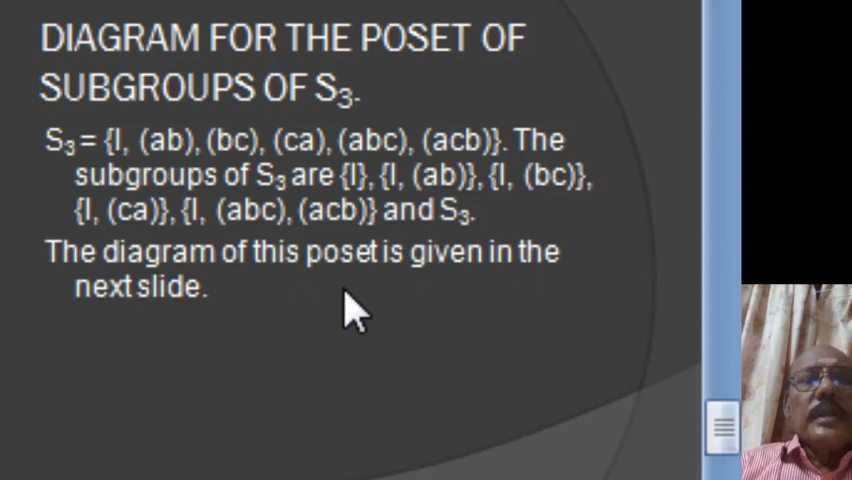 DIAGRAM FOR THE POSET OF
SUBGROUPS OF S₃.
S₃ = {I, (ab), (bc), (ca), (abc), (acb)}. The
subgroups of S₃ are {I}, {I, (ab)}, {I, (bc)},
{I, (ca)}, {I, (abc), (acb)} and S₃.
The diagram of this poset is given in the
next slide.